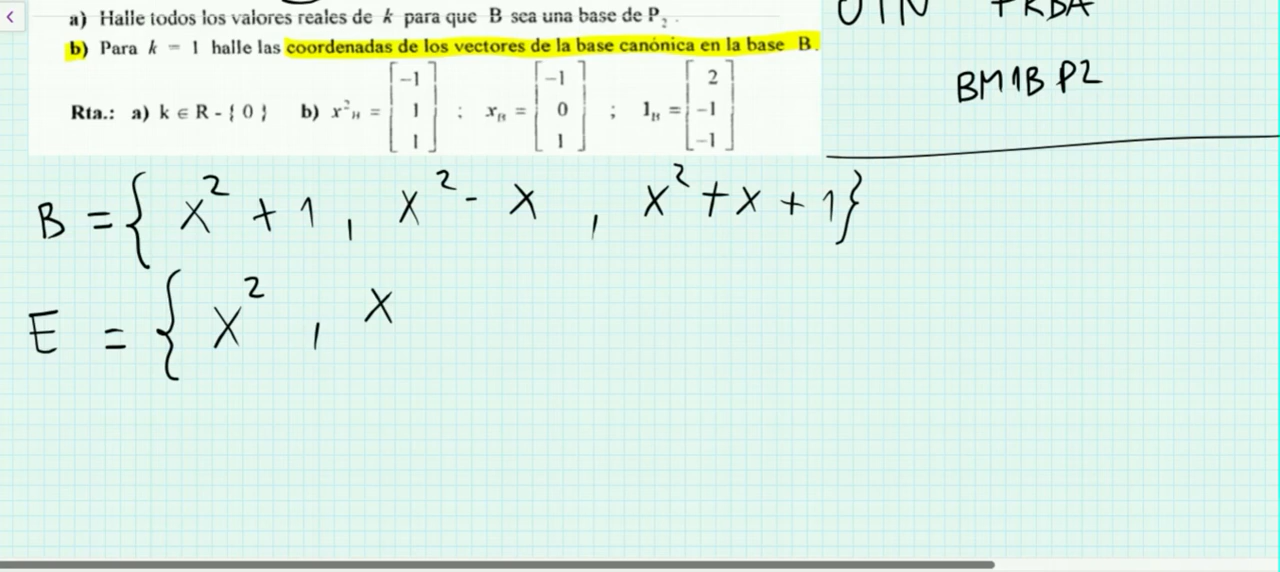 a) Halle todos los valores reales de k para que B sea una base de P₂ .
b) Para k = 1 halle las coordenadas de los vectores de la base canónica en la base B.
Rta.: a) k ∈ R - { 0 } b) x²_B = [-1 1 1] ; x_B = [-1 0 1] ; 1_B = [2 -1 -1]
UTN FRBA
BM1B P2
B = { x² + 1 , x² - x , x² + x + 1 }
E = { x² , x